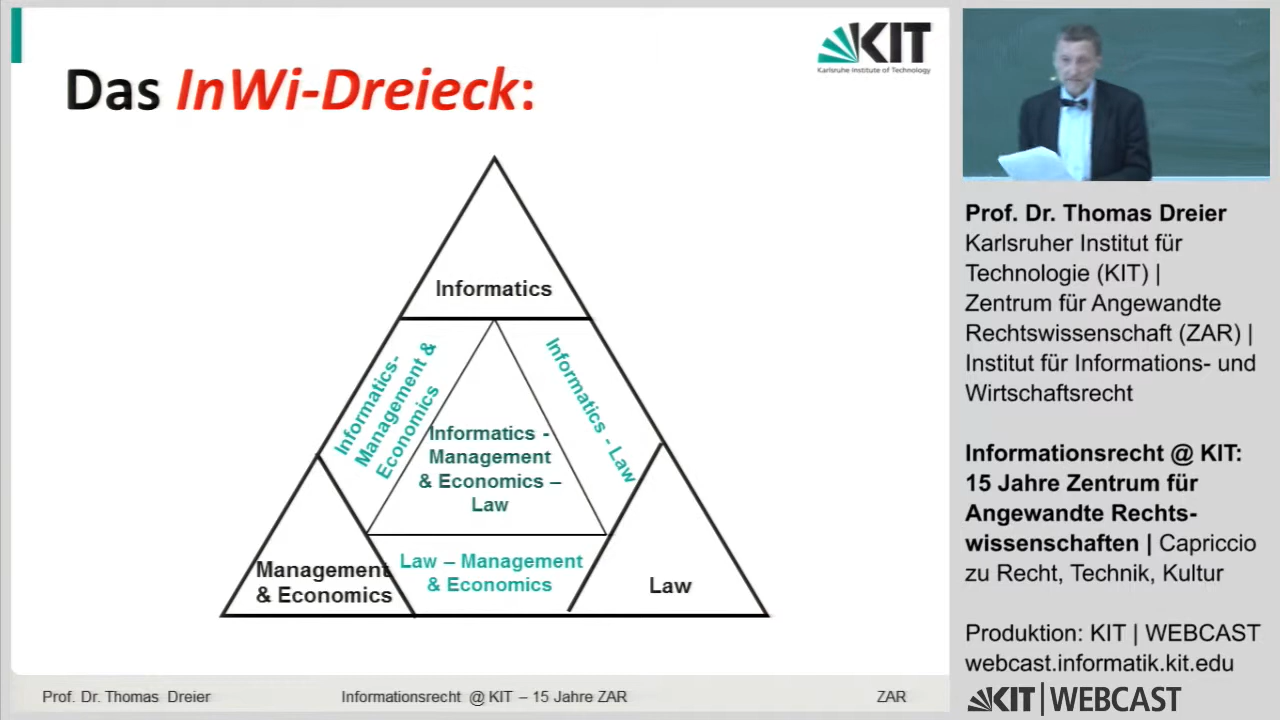 Das InWi-Dreieck:
KIT
Karlsruhe Institute of Technology
Informatics
Informatics-
Management &
Economics
Informatics - Law
Informatics -
Management
& Economics –
Law
Management
& Economics
Law – Management
& Economics
Law
Prof. Dr. Thomas Dreier
Informationsrecht @ KIT – 15 Jahre ZAR
ZAR
Prof. Dr. Thomas Dreier
Karlsruher Institut für
Technologie (KIT) |
Zentrum für Angewandte
Rechtswissenschaft (ZAR) |
Institut für Informations- und
Wirtschaftsrecht
Informationsrecht @ KIT:
15 Jahre Zentrum für
Angewandte Rechts-
wissenschaften | Capriccio
zu Recht, Technik, Kultur
Produktion: KIT | WEBCAST
webcast.informatik.kit.edu
KIT | WEBCAST